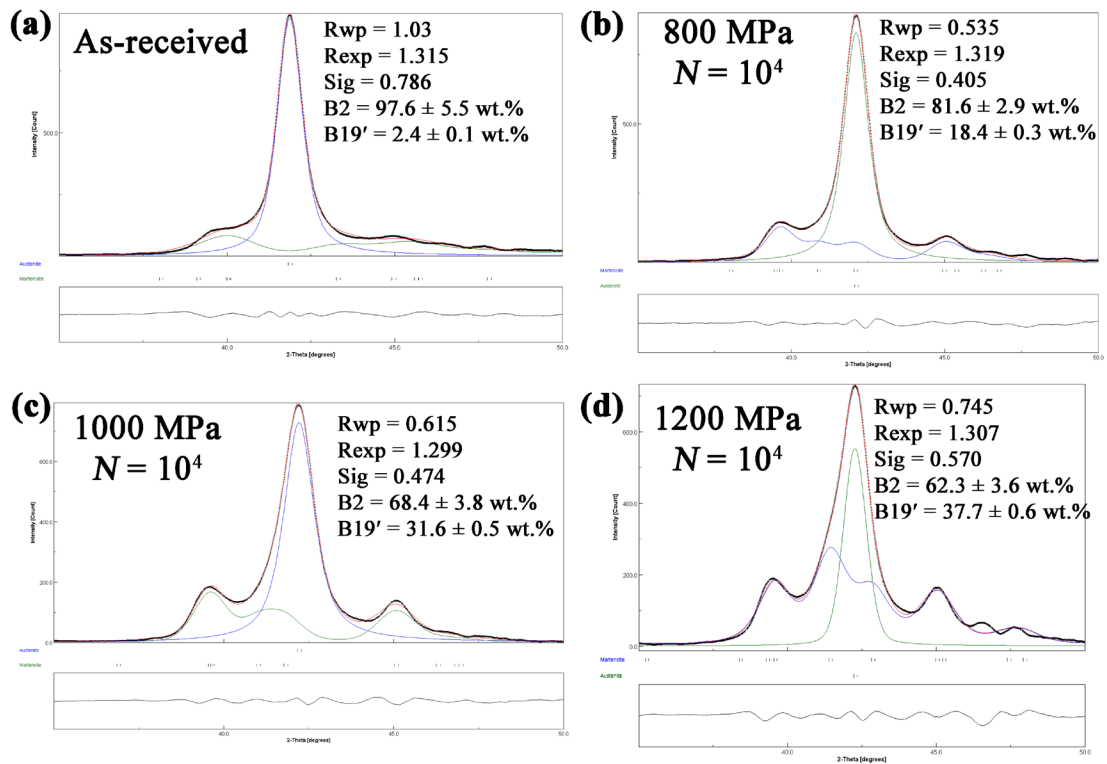 (a)
As-received
Rwp = 1.03
Rexp = 1.315
Sig = 0.786
B2 = 97.6 ± 5.5 wt.%
B19′ = 2.4 ± 0.1 wt.%
Intensity [Count]
500.0
Austenite
Martensite
40.0 45.0 50.0
2-Theta [degrees]
(b)
800 MPa
N = 10⁴
Rwp = 0.535
Rexp = 1.319
Sig = 0.405
B2 = 81.6 ± 2.9 wt.%
B19′ = 18.4 ± 0.3 wt.%
Intensity [Count]
500.0
Martensite
Austenite
40.0 45.0 50.0
2-Theta [degrees]
(c)
1000 MPa
N = 10⁴
Rwp = 0.615
Rexp = 1.299
Sig = 0.474
B2 = 68.4 ± 3.8 wt.%
B19′ = 31.6 ± 0.5 wt.%
Intensity [Count]
600.0
400.0
200.0
0.0
Austenite
Martensite
40.0 45.0 50.0
2-Theta [degrees]
(d)
1200 MPa
N = 10⁴
Rwp = 0.745
Rexp = 1.307
Sig = 0.570
B2 = 62.3 ± 3.6 wt.%
B19′ = 37.7 ± 0.6 wt.%
Intensity [Count]
600.0
400.0
200.0
0.0
Martensite
Austenite
40.0 45.0 50.0
2-Theta [degrees]